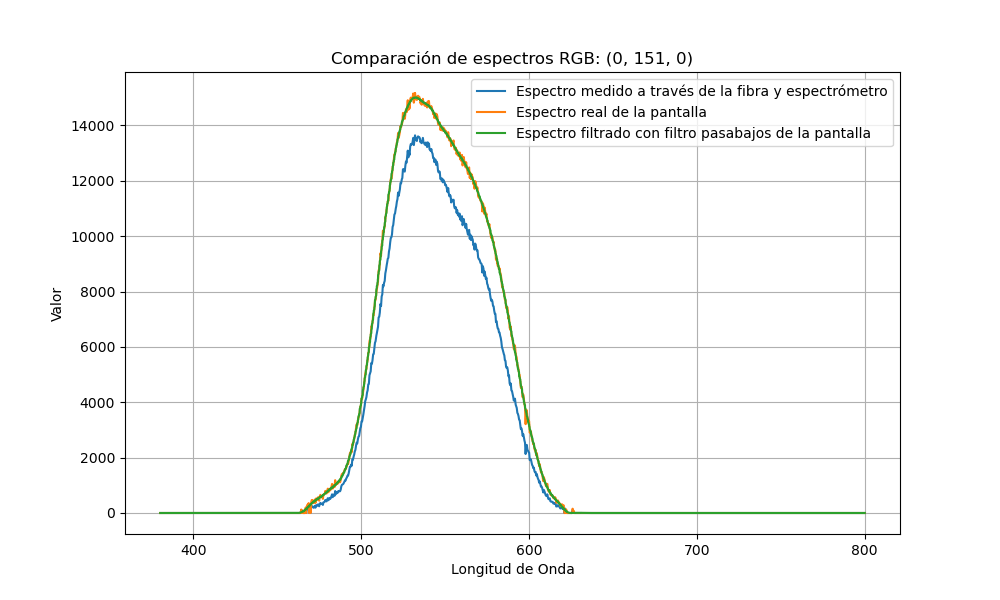 Comparación de espectros RGB: (0, 151, 0)
Espectro medido a través de la fibra y espectrómetro
Espectro real de la pantalla
Espectro filtrado con filtro pasabajos de la pantalla
Valor
14000
12000
10000
8000
6000
4000
2000
0
400 500 600 700 800
Longitud de Onda